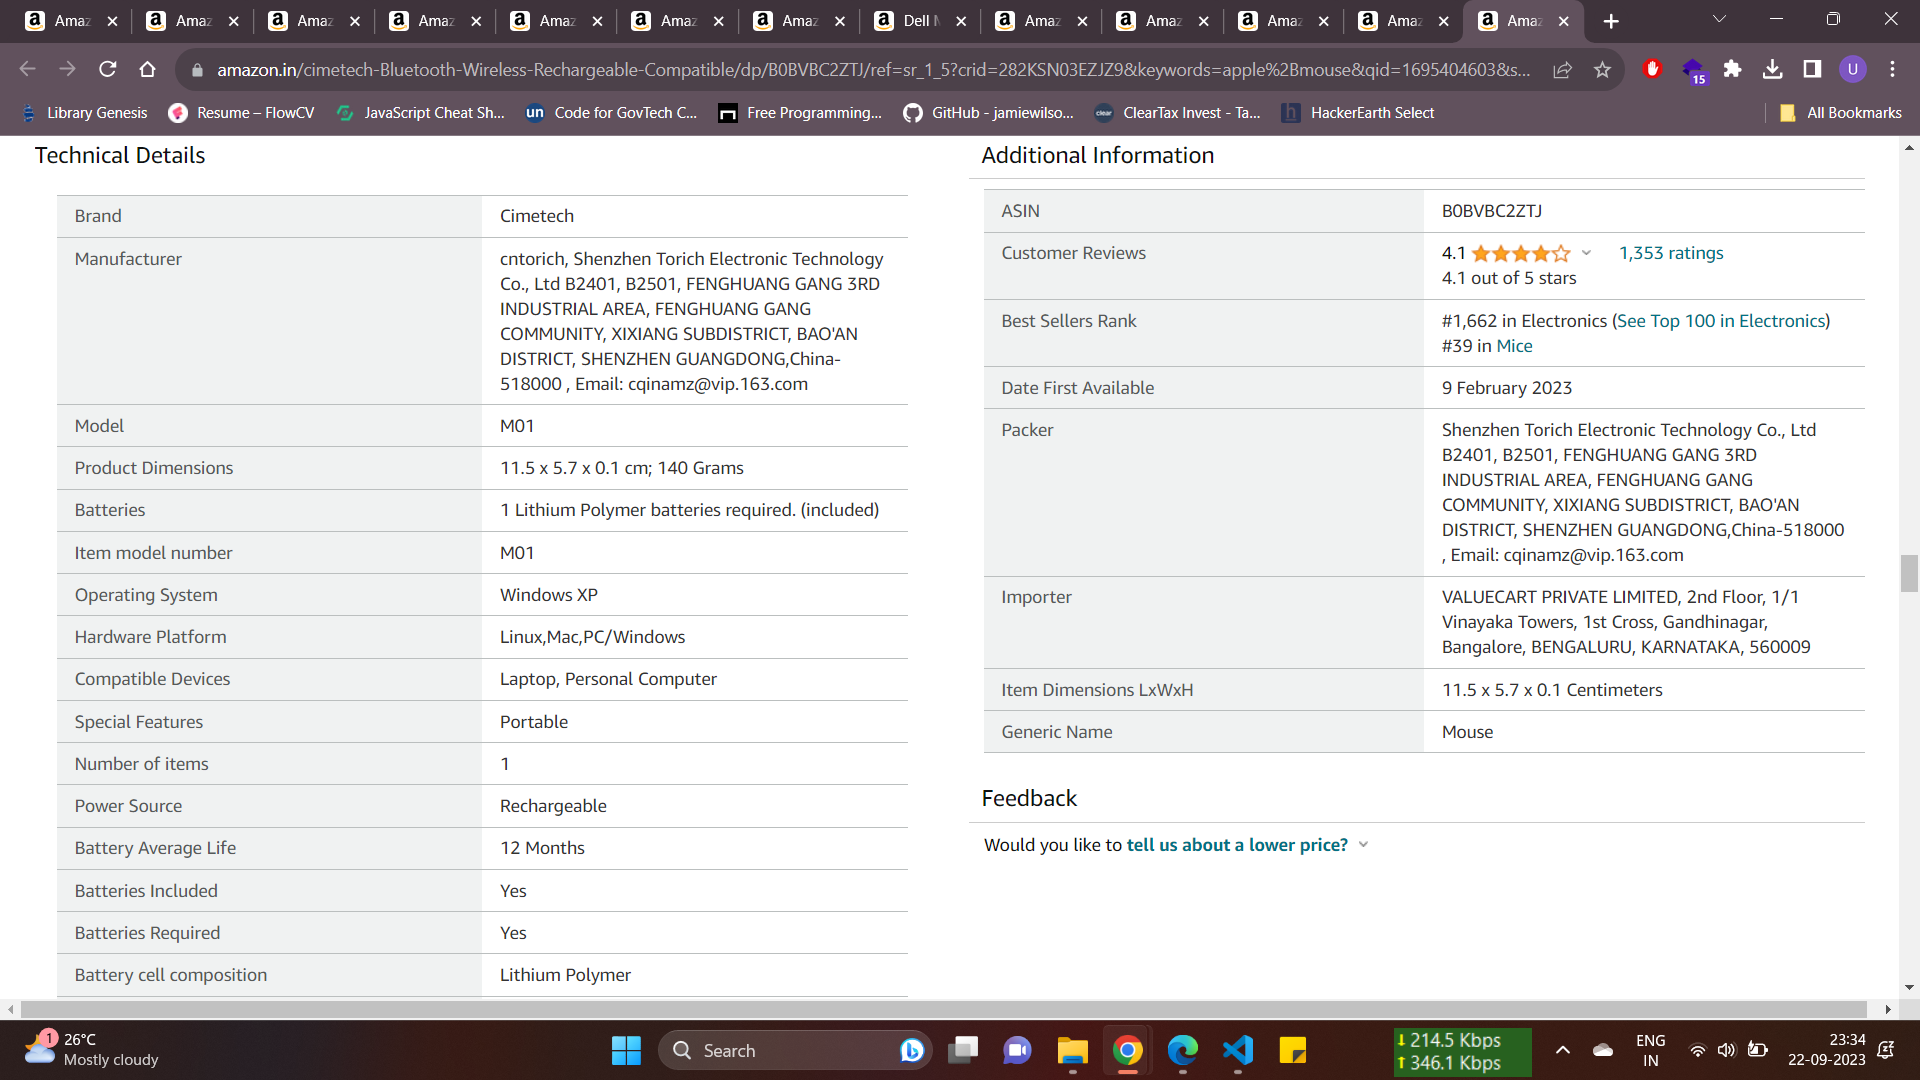 Amaz
Amaz
Amaz
Amaz
Amaz
Amaz
Amaz
Dell
Amaz
Amaz
Amaz
Amaz
Amaz
amazon.in/cimetech-Bluetooth-Wireless-Rechargeable-Compatible/dp/B0BVBC2ZTJ/ref=sr_1_5?crid=282KSN03EZJZ9&keywords=apple%2Bmouse&qid=1695404603&s...
15
U
Library Genesis
Resume – FlowCV
JavaScript Cheat Sh...
un Code for GovTech C...
Free Programming...
GitHub - jamiewilso...
clear ClearTax Invest - Ta...
h HackerEarth Select
All Bookmarks
Technical Details
Brand Cimetech
Manufacturer cntorich, Shenzhen Torich Electronic Technology
Co., Ltd B2401, B2501, FENGHUANG GANG 3RD
INDUSTRIAL AREA, FENGHUANG GANG
COMMUNITY, XIXIANG SUBDISTRICT, BAO'AN
DISTRICT, SHENZHEN GUANGDONG,China-
518000 , Email: cqinamz@vip.163.com
Model M01
Product Dimensions 11.5 x 5.7 x 0.1 cm; 140 Grams
Batteries 1 Lithium Polymer batteries required. (included)
Item model number M01
Operating System Windows XP
Hardware Platform Linux,Mac,PC/Windows
Compatible Devices Laptop, Personal Computer
Special Features Portable
Number of items 1
Power Source Rechargeable
Battery Average Life 12 Months
Batteries Included Yes
Batteries Required Yes
Battery cell composition Lithium Polymer
Additional Information
ASIN B0BVBC2ZTJ
Customer Reviews 4.1 1,353 ratings
4.1 out of 5 stars
Best Sellers Rank #1,662 in Electronics (See Top 100 in Electronics)
#39 in Mice
Date First Available 9 February 2023
Packer Shenzhen Torich Electronic Technology Co., Ltd
B2401, B2501, FENGHUANG GANG 3RD
INDUSTRIAL AREA, FENGHUANG GANG
COMMUNITY, XIXIANG SUBDISTRICT, BAO'AN
DISTRICT, SHENZHEN GUANGDONG,China-518000
, Email: cqinamz@vip.163.com
Importer VALUECART PRIVATE LIMITED, 2nd Floor, 1/1
Vinayaka Towers, 1st Cross, Gandhinagar,
Bangalore, BENGALURU, KARNATAKA, 560009
Item Dimensions LxWxH 11.5 x 5.7 x 0.1 Centimeters
Generic Name Mouse
Feedback
Would you like to tell us about a lower price?
1
26°C
Mostly cloudy
Search
214.5 Kbps
346.1 Kbps
ENG
IN
23:34
22-09-2023